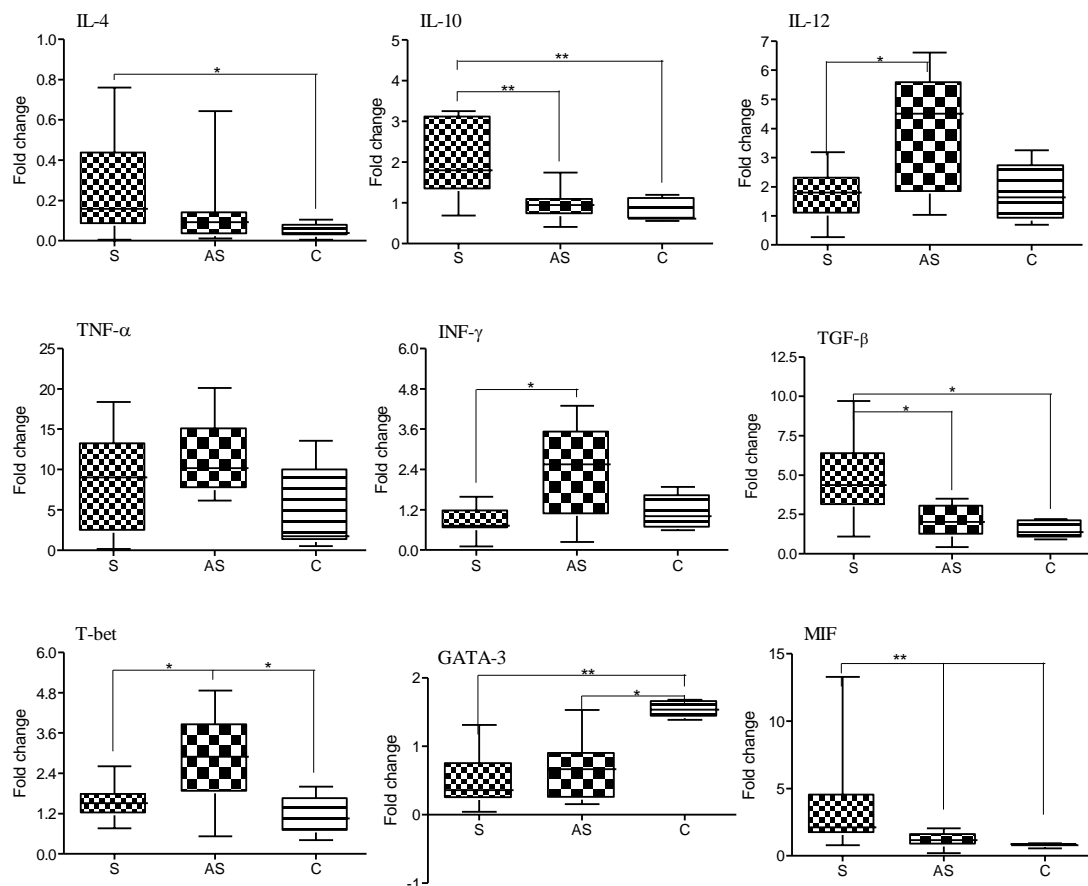 IL-4
Fold change
1.0
0.8
0.6
0.4
0.2
0.0
*
S AS C
IL-10
Fold change
5
4
3
2
1
0
**
**
S AS C
IL-12
Fold change
7
6
5
4
3
2
1
0
*
S AS C
TNF-α
Fold change
25
20
15
10
5
0
S AS C
INF-γ
Fold change
6.0
4.8
3.6
2.4
1.2
0.0
*
S AS C
TGF-β
Fold change
12.5
10.0
7.5
5.0
2.5
0.0
*
*
S AS C
T-bet
Fold change
6.0
4.8
3.6
2.4
1.2
0.0
* *
S AS C
GATA-3
Fold change
2
1
0
-1
**
*
S AS C
MIF
Fold change
15
10
5
0
**
S AS C